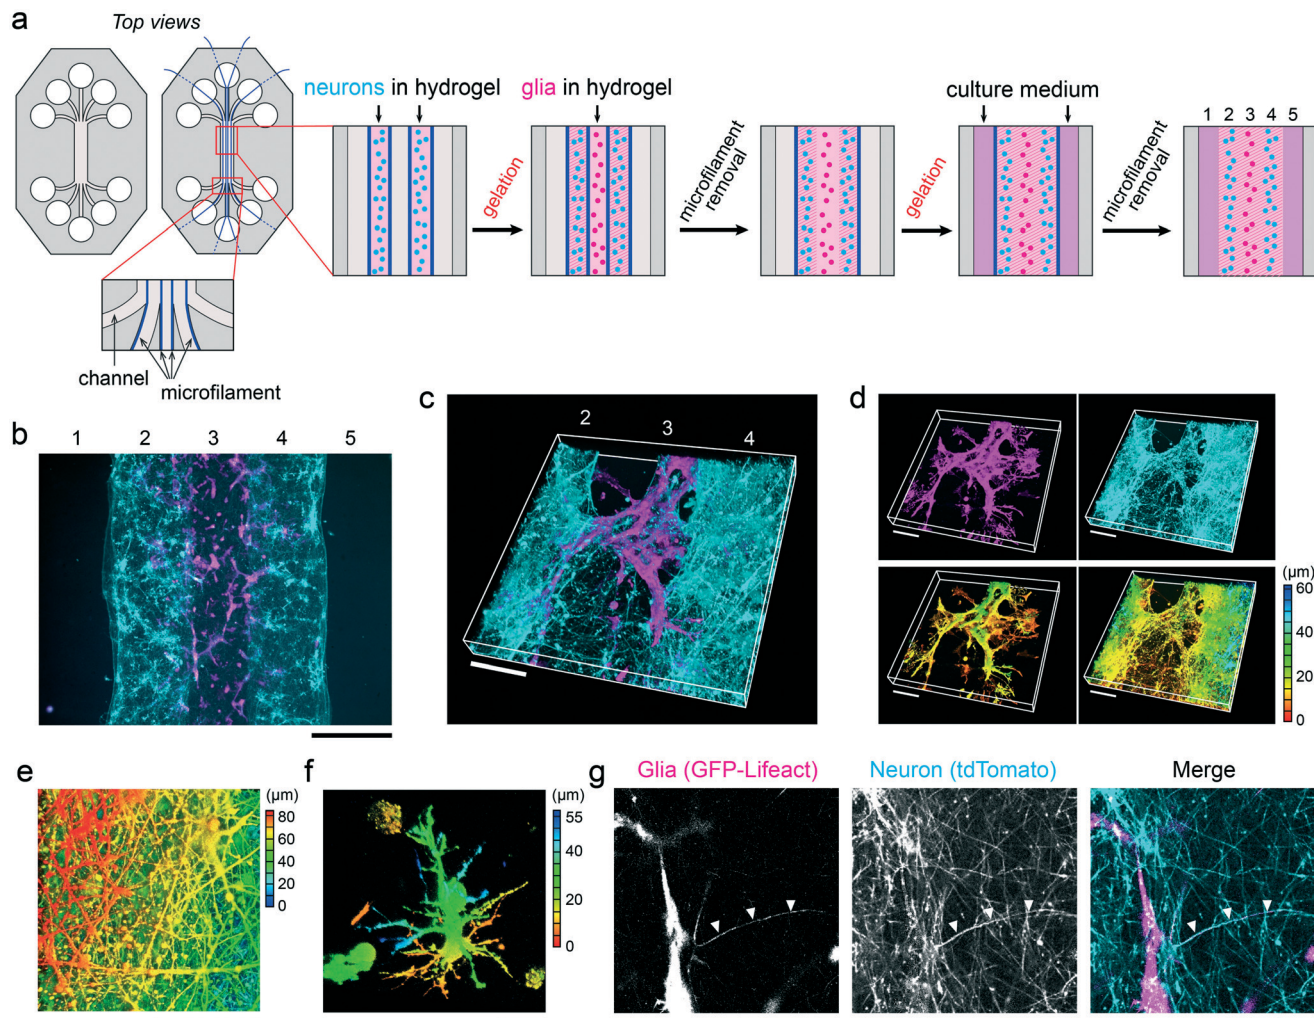 a
Top views
neurons in hydrogel
glia in hydrogel
culture medium
1 2 3 4 5
gelation
microfilament
removal
gelation
microfilament
removal
channel
microfilament
b
1 2 3 4 5
c
2 3 4
d
(µm)
60
40
20
0
e
(µm)
80
60
40
20
0
f
(µm)
55
40
20
0
g
Glia (GFP-Lifeact)
Neuron (tdTomato)
Merge